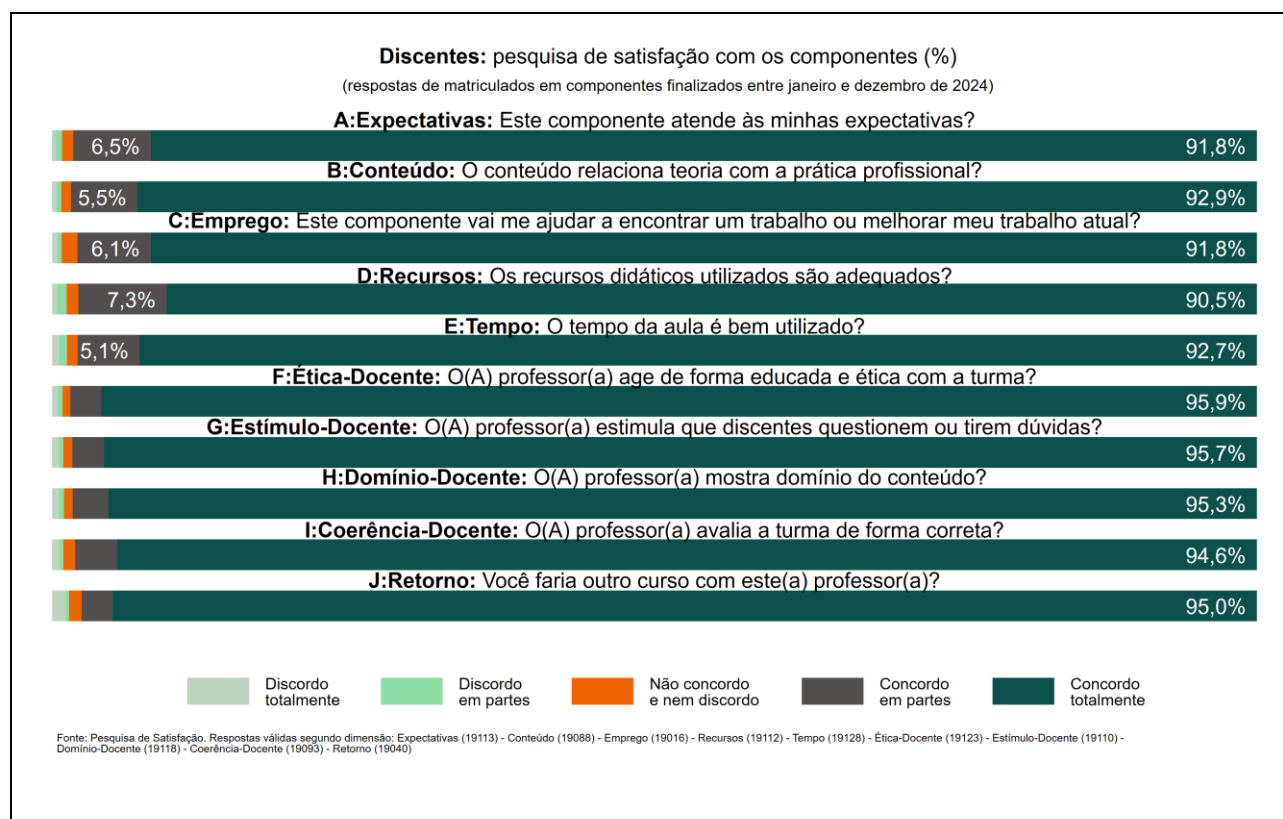 Discentes: pesquisa de satisfação com os componentes (%)
(respostas de matriculados em componentes finalizados entre janeiro e dezembro de 2024)
A:Expectativas: Este componente atende às minhas expectativas?
6,5% 91,8%
B:Conteúdo: O conteúdo relaciona teoria com a prática profissional?
5,5% 92,9%
C:Emprego: Este componente vai me ajudar a encontrar um trabalho ou melhorar meu trabalho atual?
6,1% 91,8%
D:Recursos: Os recursos didáticos utilizados são adequados?
7,3% 90,5%
E:Tempo: O tempo da aula é bem utilizado?
5,1% 92,7%
F:Ética-Docente: O(A) professor(a) age de forma educada e ética com a turma?
95,9%
G:Estímulo-Docente: O(A) professor(a) estimula que discentes questionem ou tirem dúvidas?
95,7%
H:Domínio-Docente: O(A) professor(a) mostra domínio do conteúdo?
95,3%
I:Coerência-Docente: O(A) professor(a) avalia a turma de forma correta?
94,6%
J:Retorno: Você faria outro curso com este(a) professor(a)?
95,0%
Discordo totalmente
Discordo em partes
Não concordo e nem discordo
Concordo em partes
Concordo totalmente
Fonte: Pesquisa de Satisfação. Respostas válidas segundo dimensão: Expectativas (19113) - Conteúdo (19088) - Emprego (19016) - Recursos (19112) - Tempo (19128) - Ética-Docente (19123) - Estímulo-Docente (19110) -
Domínio-Docente (19118) - Coerência-Docente (19093) - Retorno (19040)